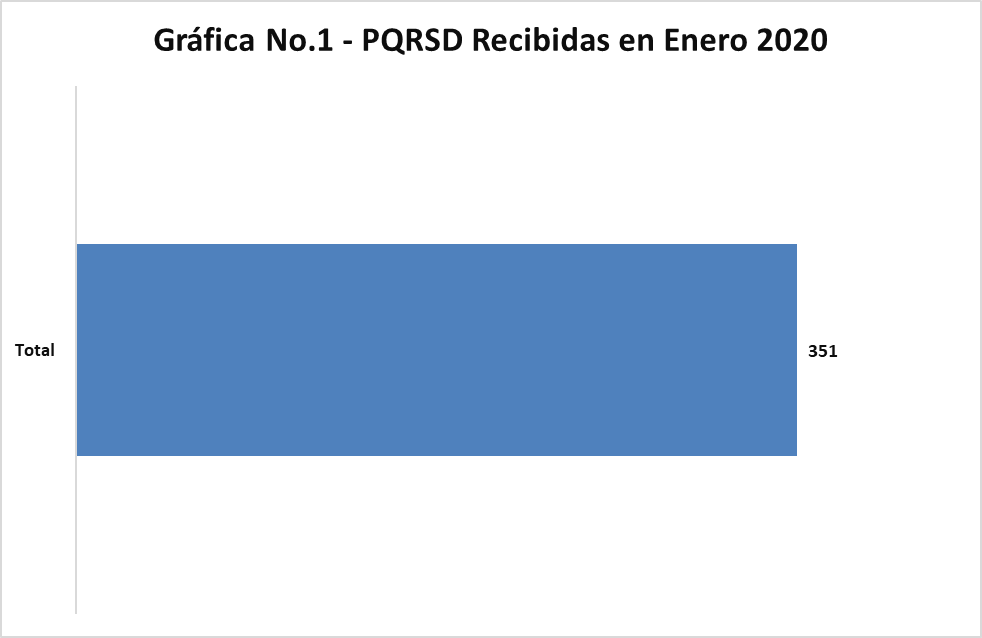 Gráfica No.1 - PQRSD Recibidas en Enero 2020
Total
351